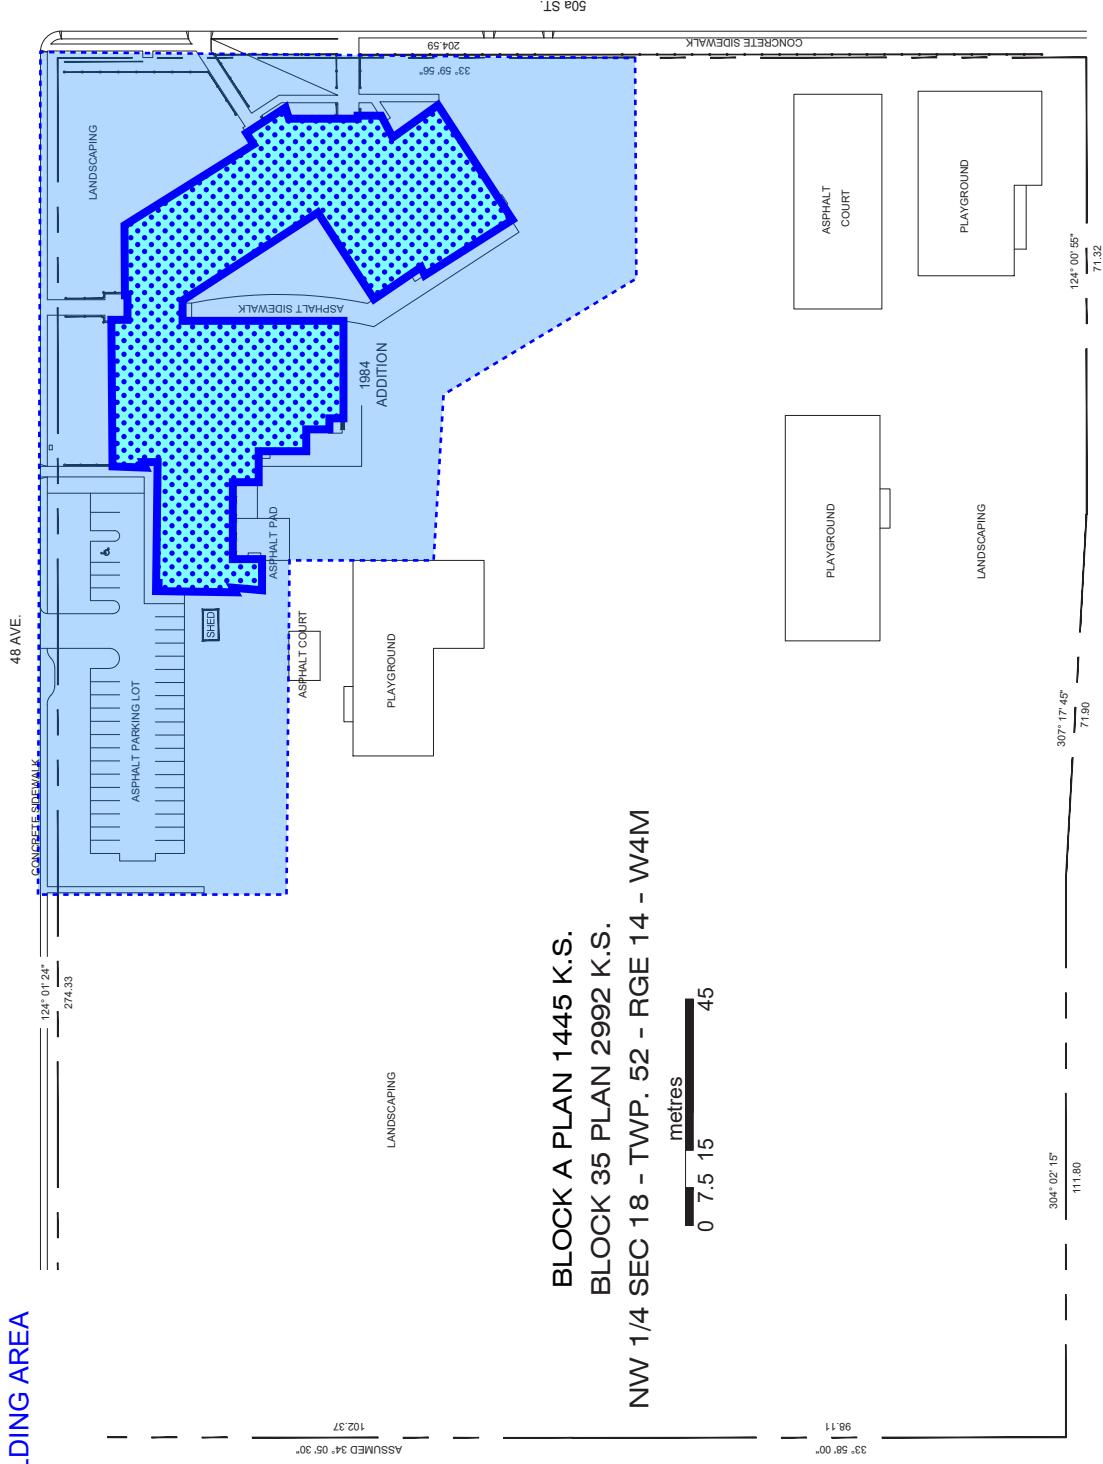 50a ST.
CONCRETE SIDEWALK
204.59
33° 59' 56"
LANDSCAPING
ASPHALT
COURT
PLAYGROUND
124° 00' 55"
71.32
ASPHALT SIDEWALK
1984
ADDITION
ASPHALT PAD
PLAYGROUND
LANDSCAPING
48 AVE.
SHED
ASPHALT COURT
PLAYGROUND
ASPHALT PARKING LOT
CONCRETE SIDEWALK
307° 17' 45"
71.90
124° 01' 24"
274.33
LANDSCAPING
BLOCK A PLAN 1445 K.S.
BLOCK 35 PLAN 2992 K.S.
NW 1/4 SEC 18 - TWP. 52 - RGE 14 - W4M
metres
0 7.5 15 45
304° 02' 15"
111.80
LDING AREA
102.37
ASSUMED 34° 05' 30"
98.11
33° 58' 00"